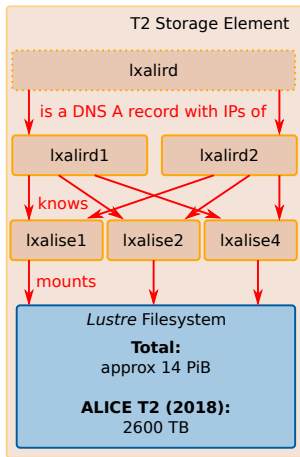 T2 Storage Element
lxalird
is a DNS A record with IPs of
lxalird1 lxalird2
knows
lxalise1 lxalise2 lxalise4
mounts
Lustre Filesystem
Total:
approx 14 PiB
ALICE T2 (2018):
2600 TB